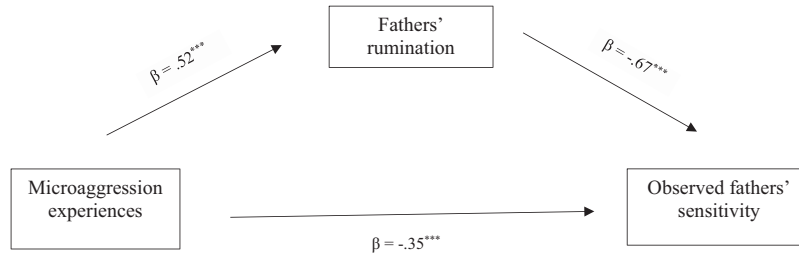 Fathers’
rumination
β = .52***
β = -.67***
Microaggression
experiences
Observed fathers’
sensitivity
β = -.35***